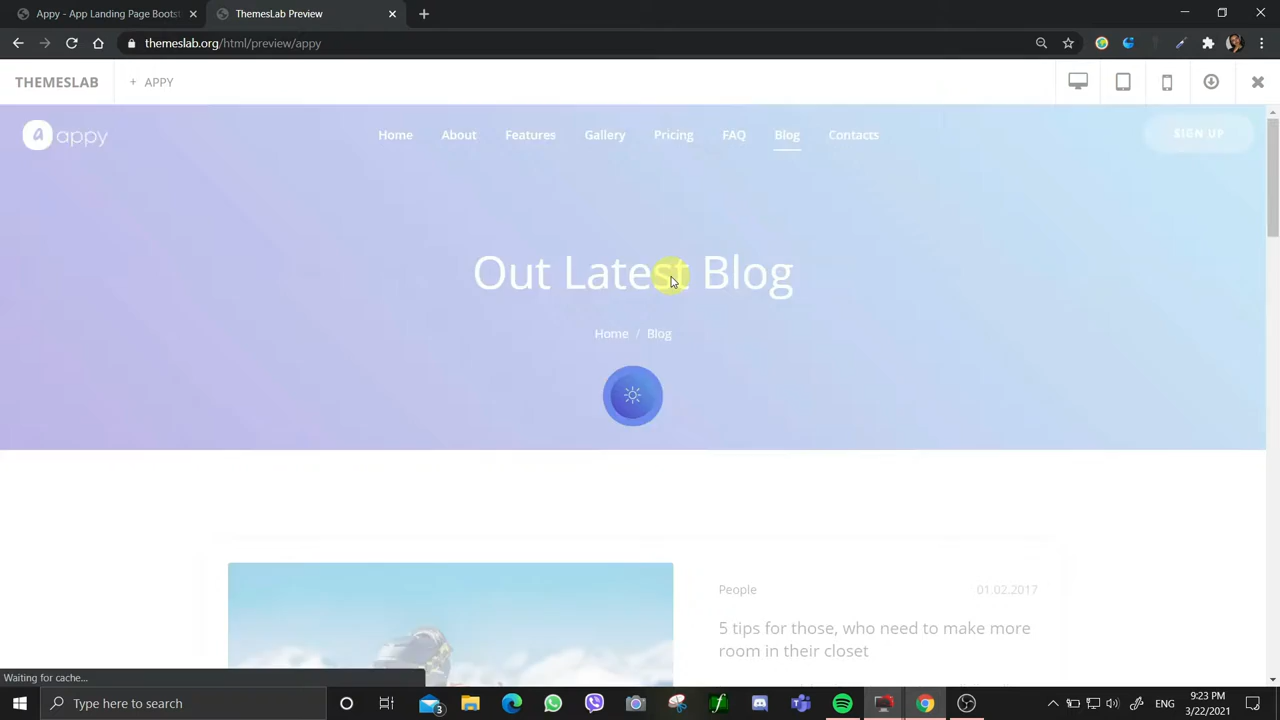 Appy - App Landing Page Bootst
ThemesLab Preview
themeslab.org/html/preview/appy
THEMESLAB
+ APPY
a appy
Home
About
Features
Gallery
Pricing
FAQ
Blog
Contacts
SIGN UP
Out Latest Blog
Home / Blog
People
01.02.2017
5 tips for those, who need to make more
room in their closet
Waiting for cache...
Type here to search
3
ENG
9:23 PM
3/22/2021